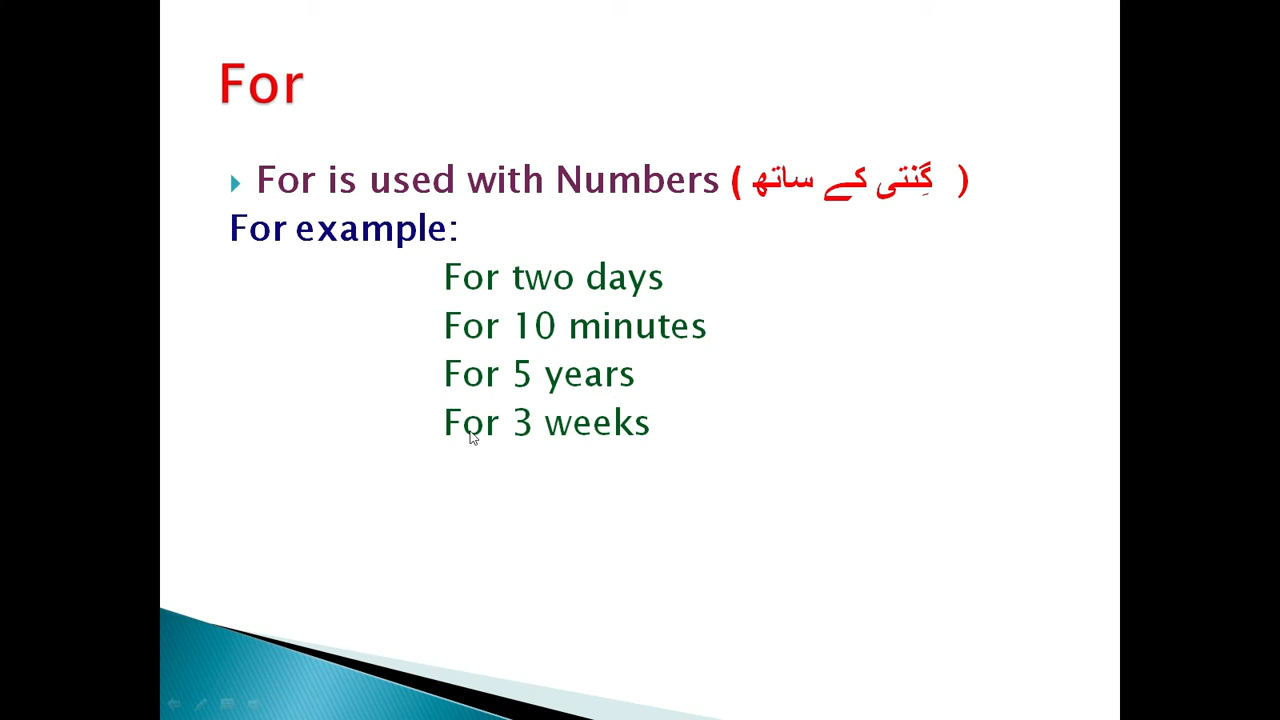 For
For is used with Numbers ( گِنتی کے ساتھ )
For example:
For two days
For 10 minutes
For 5 years
For 3 weeks